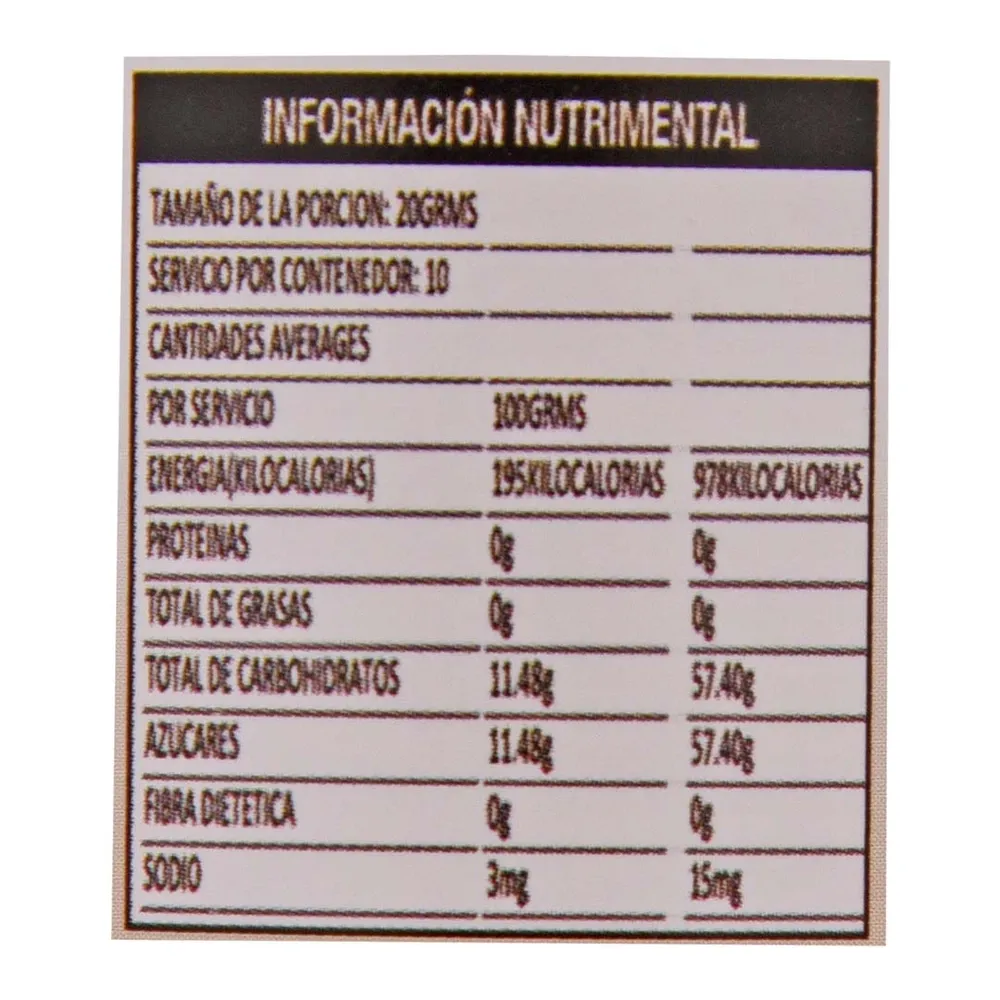 INFORMACIÓN NUTRIMENTAL
TAMAÑO DE LA PORCION: 20GRMS
SERVICIO POR CONTENEDOR: 10
CANTIDADES AVERAGES
POR SERVICIO 100GRMS
ENERGIA(KILOCALORIAS) 195KILOCALORIAS 978KILOCALORIAS
PROTEINAS 0g 0g
TOTAL DE GRASAS 0g 0g
TOTAL DE CARBOHIDRATOS 11.48g 57.40g
AZUCARES 11.48g 57.40g
FIBRA DIETETICA 0g 0g
SODIO 3mg 15mg